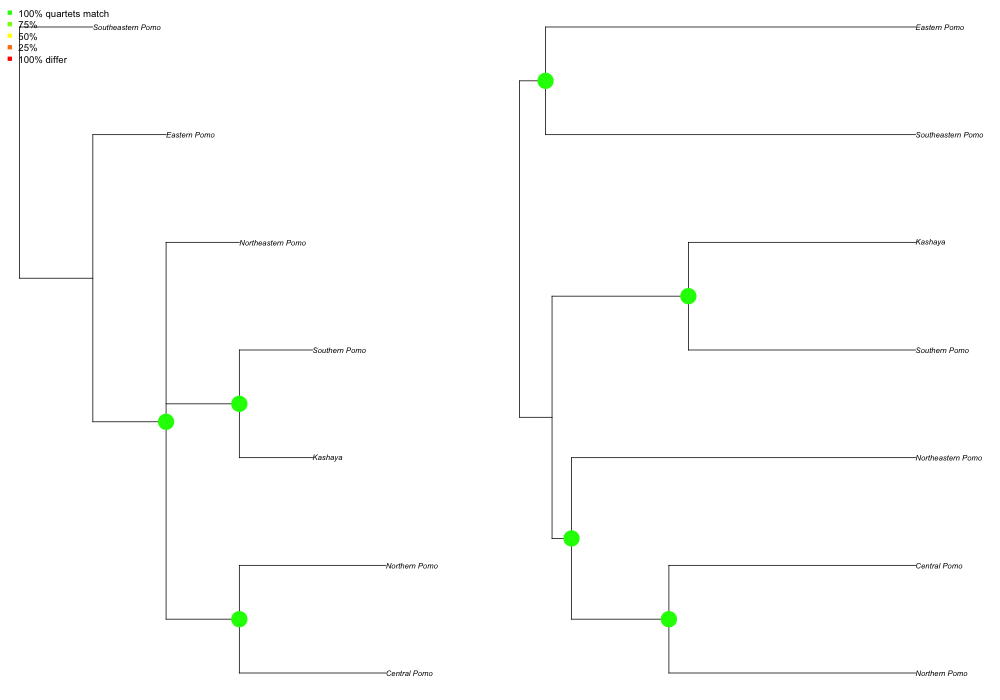 100% quartets match
75%
50%
25%
100% differ
Southeastern Pomo
Eastern Pomo
Northeastern Pomo
Southern Pomo
Kashaya
Northern Pomo
Central Pomo
Eastern Pomo
Southeastern Pomo
Kashaya
Southern Pomo
Northeastern Pomo
Central Pomo
Northern Pomo